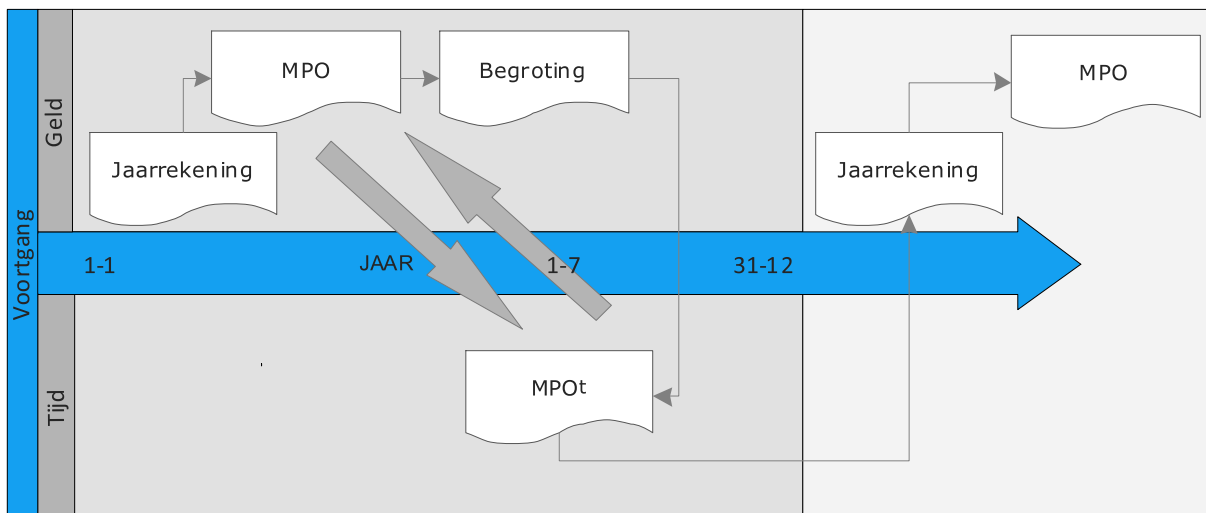 Voortgang
Geld
Tijd
MPO
Begroting
MPO
Jaarrekening
Jaarrekening
1-1
JAAR
1-7
31-12
MPOt